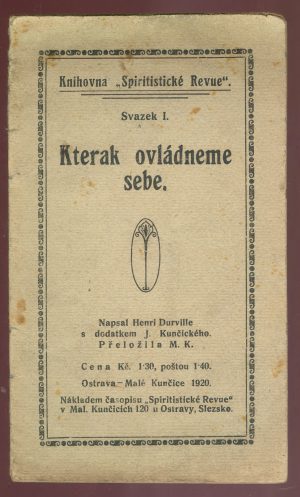 Knihovna „Spiritistické Revue“.
Svazek I.
Kterak ovládneme
sebe.
Napsal Henri Durville
s dodatkem J. Kunčického.
Přeložila M. K.
Cena Kč. 1·30, poštou 1·40.
Ostrava–Malé Kunčice 1920.
Nákladem časopisu „Spiritistické Revue“
v Mal. Kunčicích 120 u Ostravy, Slezsko.